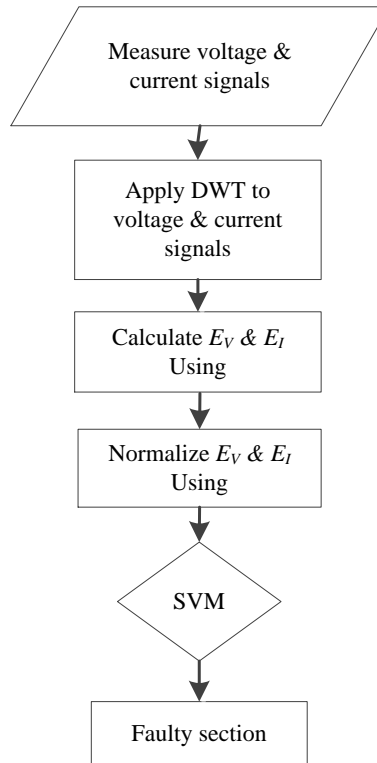 Measure voltage &
current signals
Apply DWT to
voltage & current
signals
Calculate E_V & E_I
Using
Normalize E_V & E_I
Using
SVM
Faulty section